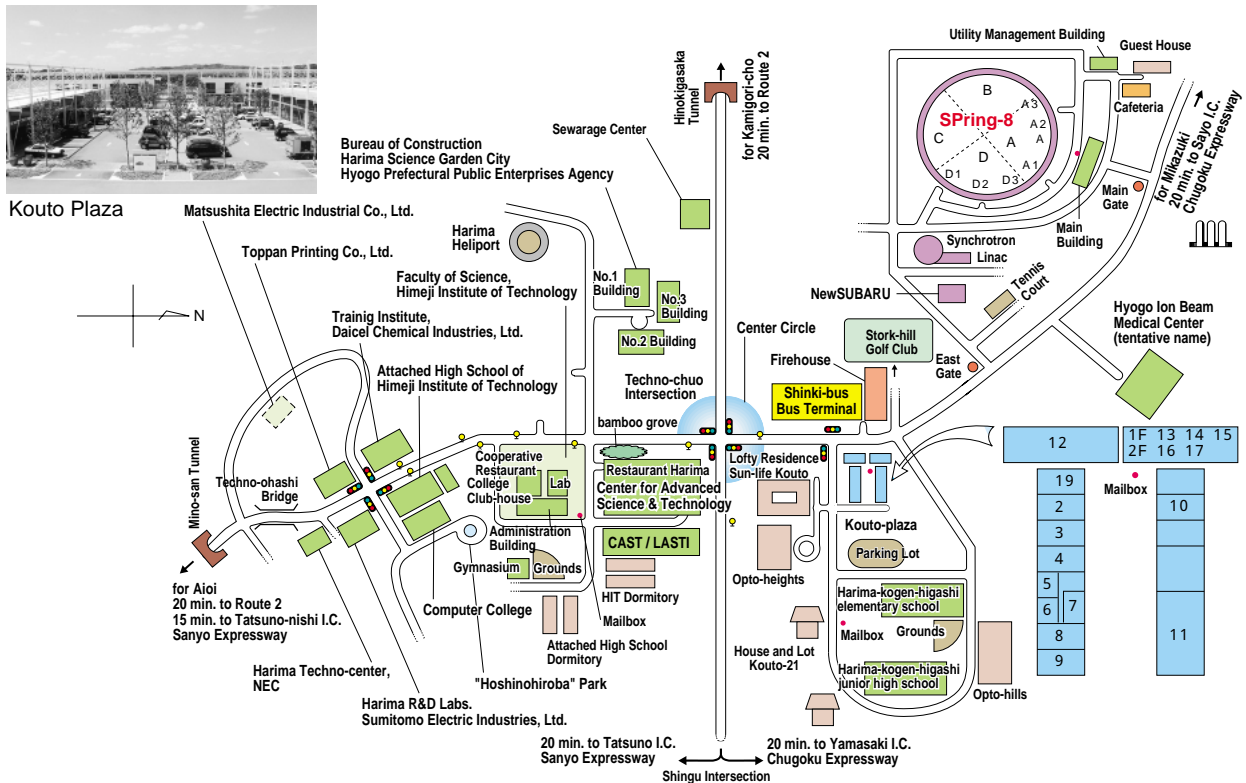 Kouto Plaza
Bureau of Construction
Harima Science Garden City
Hyogo Prefectural Public Enterprises Agency
Sewarage Center
Hinokigasaka
Tunnel
for Kamigori-cho
20 min. to Route 2
Utility Management Building
Guest House
Cafeteria
SPring-8
B
A3
A2
A
A
A1
C
D
D1
D2
D3
Main
Gate
Main
Building
for Mikazuki
20 min. to Sayo I.C.
Chugoku Expressway
Matsushita Electric Industrial Co., Ltd.
Toppan Printing Co., Ltd.
Harima
Heliport
Faculty of Science,
Himeji Institute of Technology
No.1
Building
No.3
Building
No.2 Building
Synchrotron
Linac
NewSUBARU
Tennis
Court
N
Trainig Institute,
Daicel Chemical Industries, Ltd.
Attached High School of
Himeji Institute of Technology
Center Circle
Stork-hill
Golf Club
Firehouse
East
Gate
Hyogo Ion Beam
Medical Center
(tentative name)
Techno-chuo
Intersection
Shinki-bus
Bus Terminal
bamboo grove
Mino-san Tunnel
Techno-ohashi
Bridge
Cooperative
Restaurant
College
Club-house
Lab
Restaurant Harima
Center for Advanced
Science & Technology
Lofty Residence
Sun-life Kouto
Administration
Building
CAST / LASTI
Gymnasium
Grounds
HIT Dormitory
Opto-heights
Kouto-plaza
Parking Lot
12
1F 13 14 15
2F 16 17
Mailbox
19
2
3
4
5
6
7
8
9
10
11
for Aioi
20 min. to Route 2
15 min. to Tatsuno-nishi I.C.
Sanyo Expressway
Computer College
Mailbox
Attached High School
Dormitory
Harima-kogen-higashi
elementary school
Mailbox
Grounds
House and Lot
Kouto-21
Harima-kogen-higashi
junior high school
Opto-hills
Harima Techno-center,
NEC
"Hoshinohiroba" Park
Harima R&D Labs.
Sumitomo Electric Industries, Ltd.
20 min. to Tatsuno I.C.
Sanyo Expressway
20 min. to Yamasaki I.C.
Chugoku Expressway
Shingu Intersection